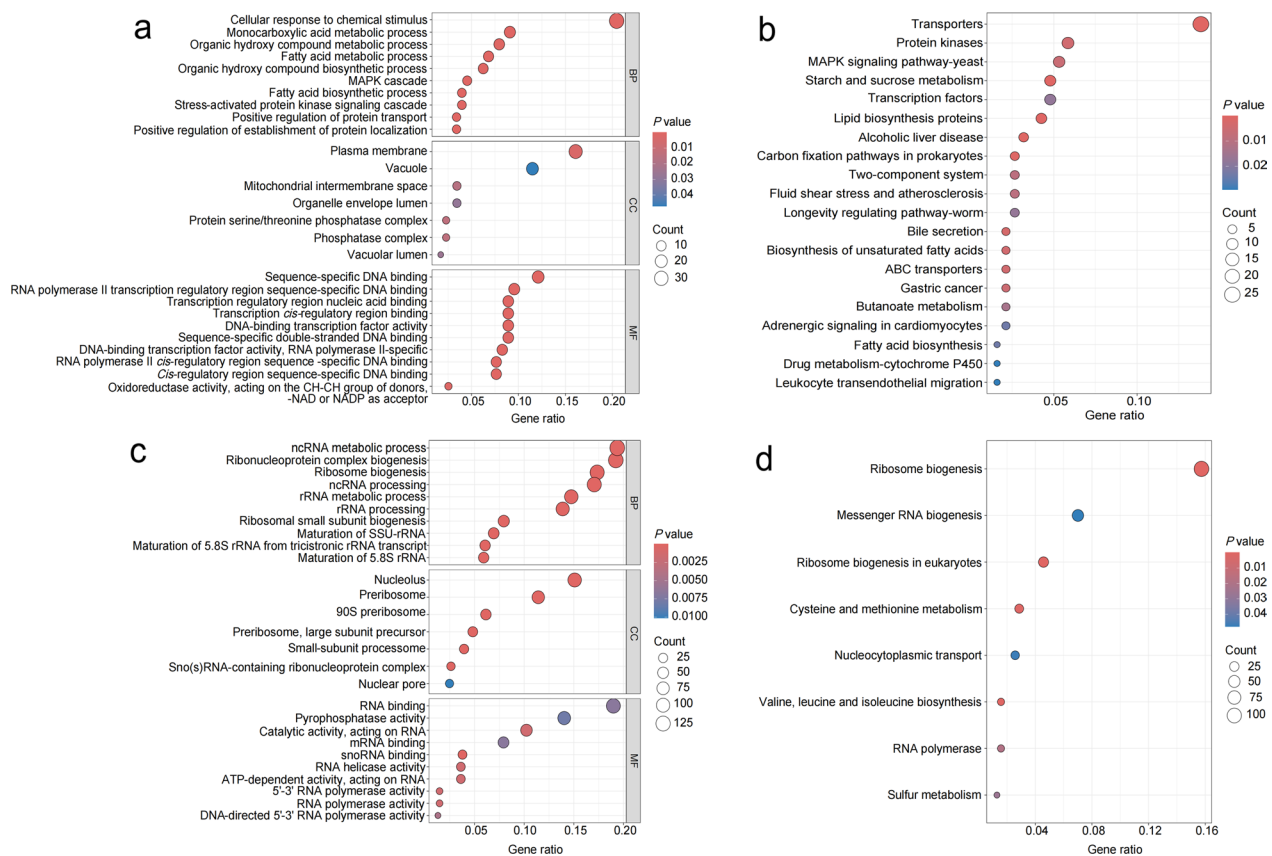 a
Cellular response to chemical stimulus
Monocarboxylic acid metabolic process
Organic hydroxy compound metabolic process
Fatty acid metabolic process
Organic hydroxy compound biosynthetic process
MAPK cascade
Fatty acid biosynthetic process
Stress-activated protein kinase signaling cascade
Positive regulation of protein transport
Positive regulation of establishment of protein localization
BP
Plasma membrane
Vacuole
Mitochondrial intermembrane space
Organelle envelope lumen
Protein serine/threonine phosphatase complex
Phosphatase complex
Vacuolar lumen
CC
Sequence-specific DNA binding
RNA polymerase II transcription regulatory region sequence-specific DNA binding
Transcription regulatory region nucleic acid binding
Transcription cis-regulatory region binding
DNA-binding transcription factor activity
Sequence-specific double-stranded DNA binding
DNA-binding transcription factor activity, RNA polymerase II-specific
RNA polymerase II cis-regulatory region sequence -specific DNA binding
Cis-regulatory region sequence-specific DNA binding
Oxidoreductase activity, acting on the CH-CH group of donors,
-NAD or NADP as acceptor
MF
0.05 0.10 0.15 0.20
Gene ratio
P value
0.01
0.02
0.03
0.04
Count
10
20
30
b
Transporters
Protein kinases
MAPK signaling pathway-yeast
Starch and sucrose metabolism
Transcription factors
Lipid biosynthesis proteins
Alcoholic liver disease
Carbon fixation pathways in prokaryotes
Two-component system
Fluid shear stress and atherosclerosis
Longevity regulating pathway-worm
Bile secretion
Biosynthesis of unsaturated fatty acids
ABC transporters
Gastric cancer
Butanoate metabolism
Adrenergic signaling in cardiomyocytes
Fatty acid biosynthesis
Drug metabolism-cytochrome P450
Leukocyte transendothelial migration
0.05 0.10
Gene ratio
P value
0.01
0.02
Count
5
10
15
20
25
c
ncRNA metabolic process
Ribonucleoprotein complex biogenesis
Ribosome biogenesis
ncRNA processing
rRNA metabolic process
rRNA processing
Ribosomal small subunit biogenesis
Maturation of SSU-rRNA
Maturation of 5.8S rRNA from tricistronic rRNA transcript
Maturation of 5.8S rRNA
BP
Nucleolus
Preribosome
90S preribosome
Preribosome, large subunit precursor
Small-subunit processome
Sno(s)RNA-containing ribonucleoprotein complex
Nuclear pore
CC
RNA binding
Pyrophosphatase activity
Catalytic activity, acting on RNA
mRNA binding
snoRNA binding
RNA helicase activity
ATP-dependent activity, acting on RNA
5'-3' RNA polymerase activity
RNA polymerase activity
DNA-directed 5'-3' RNA polymerase activity
MF
0.05 0.10 0.15 0.20
Gene ratio
P value
0.0025
0.0050
0.0075
0.0100
Count
25
50
75
100
125
d
Ribosome biogenesis
Messenger RNA biogenesis
Ribosome biogenesis in eukaryotes
Cysteine and methionine metabolism
Nucleocytoplasmic transport
Valine, leucine and isoleucine biosynthesis
RNA polymerase
Sulfur metabolism
0.04 0.08 0.12 0.16
Gene ratio
P value
0.01
0.02
0.03
0.04
Count
25
50
75
100